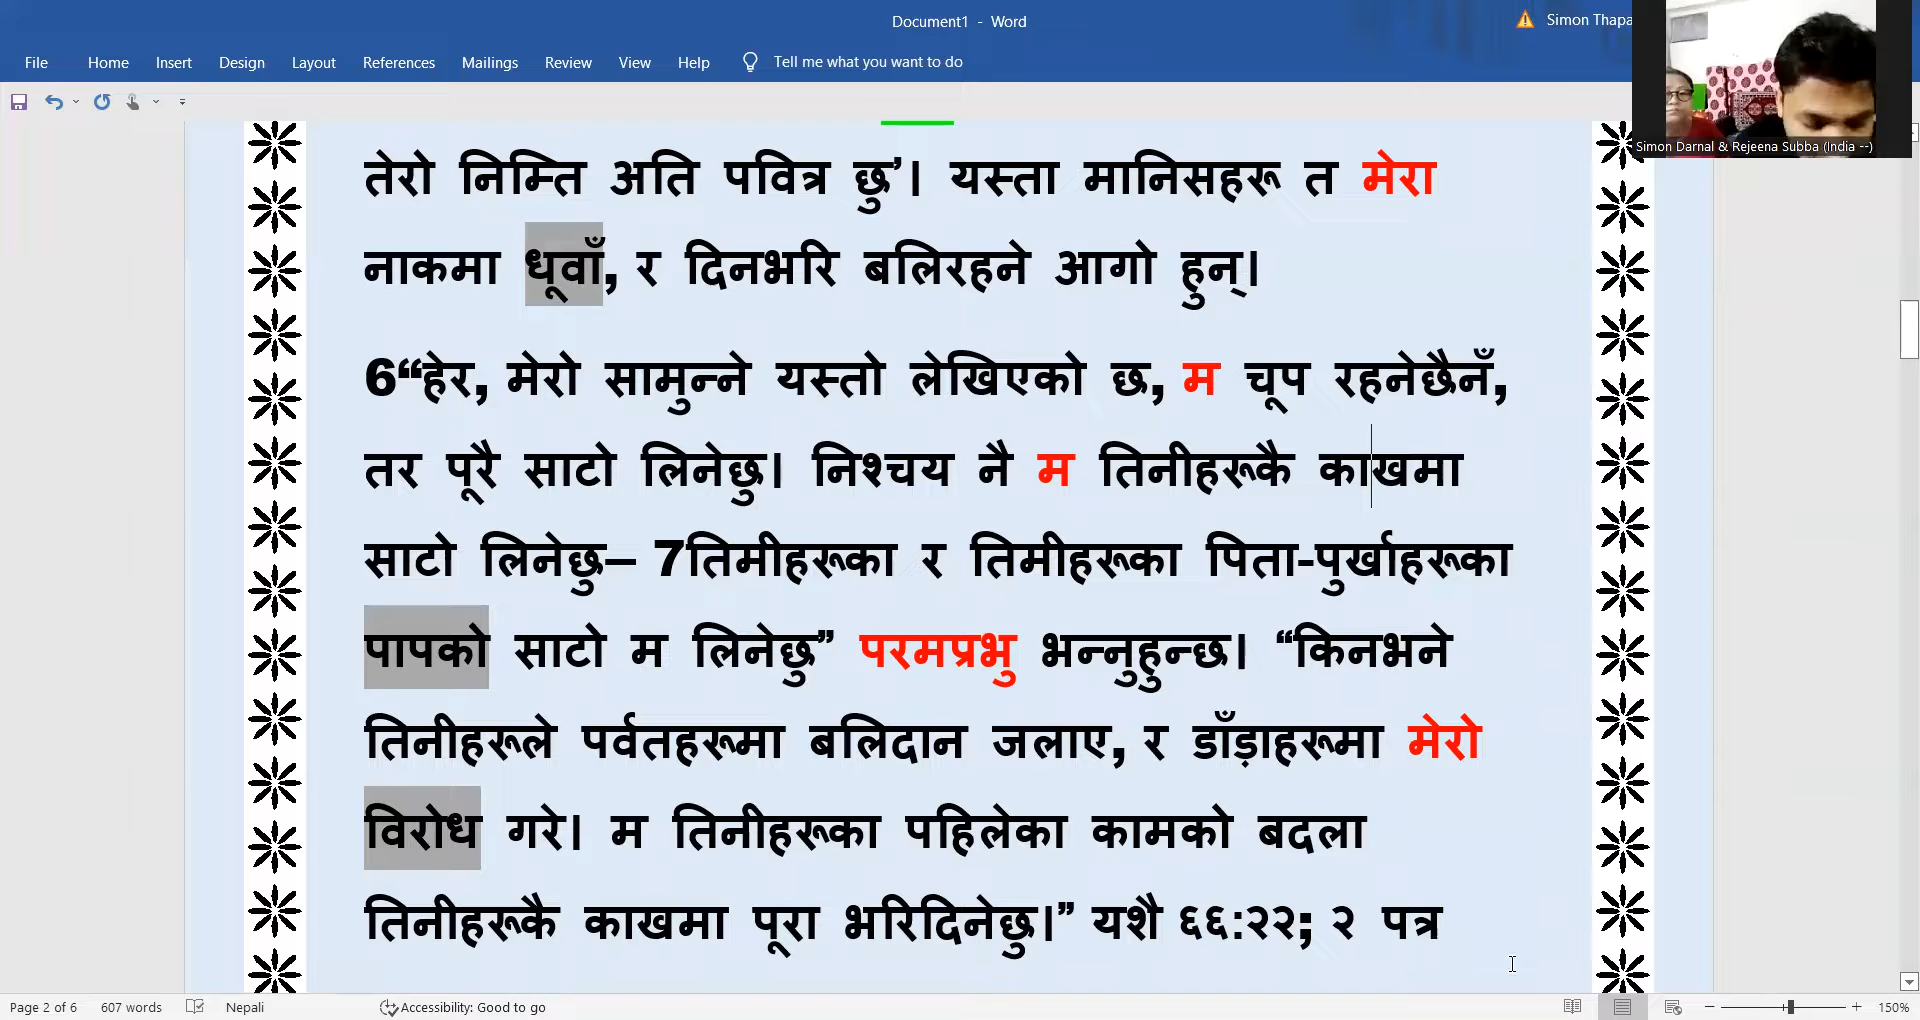 Document1 - Word
Simon Thapa
File Home Insert Design Layout References Mailings Review View Help Tell me what you want to do
Simon Darnal & Rejeena Subba (India --)
तेरो निम्ति अति पवित्र छु’। यस्ता मानिसहरू त मेरा
नाकमा धूवाँ, र दिनभरि बलिरहने आगो हुन्।
6“हेर, मेरो सामुन्ने यस्तो लेखिएको छ, म चूप रहनेछैनँ,
तर पूरै साटो लिनेछु। निश्चय नै म तिनीहरूकै काखमा
साटो लिनेछु– 7तिमीहरूका र तिमीहरूका पिता-पुर्खाहरूका
पापको साटो म लिनेछु” परमप्रभु भन्नुहुन्छ। “किनभने
तिनीहरूले पर्वतहरूमा बलिदान जलाए, र डाँड़ाहरूमा मेरो
विरोध गरे। म तिनीहरूका पहिलेका कामको बदला
तिनीहरूकै काखमा पूरा भरिदिनेछु।” यशै ६६:२२; २ पत्र
Page 2 of 6 607 words Nepali Accessibility: Good to go 150%